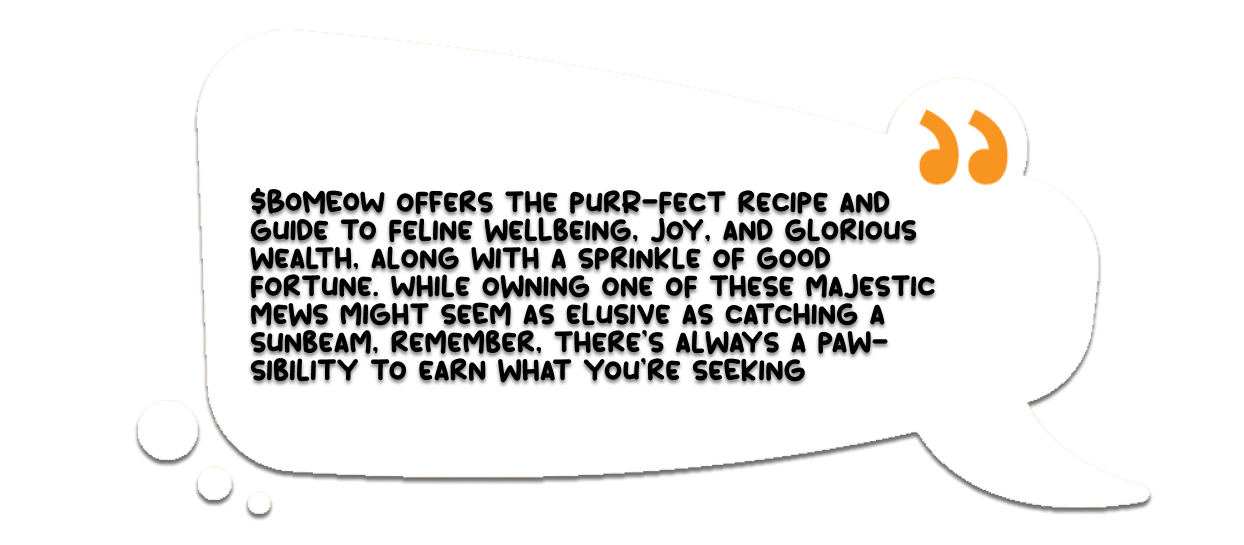 $BOMEOW OFFERS THE PURR-FECT RECIPE AND
GUIDE TO FELINE WELLBEING, JOY, AND GLORIOUS
WEALTH, ALONG WITH A SPRINKLE OF GOOD
FORTUNE. WHILE OWNING ONE OF THESE MAJESTIC
MEWS MIGHT SEEM AS ELUSIVE AS CATCHING A
SUNBEAM, REMEMBER, THERE'S ALWAYS A PAW-
SIBILITY TO EARN WHAT YOU'RE SEEKING